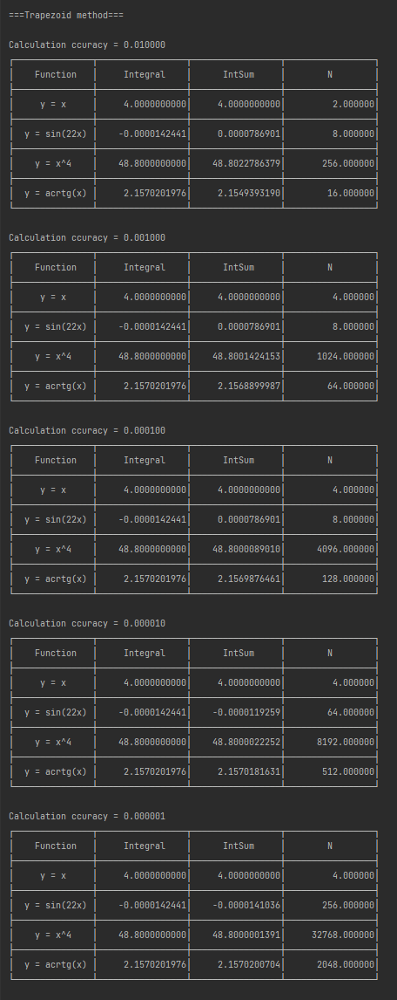 ===Trapezoid method===
Calculation ccuracy = 0.010000
Function Integral IntSum N
y = x 4.0000000000 4.0000000000 2.000000
y = sin(22x) -0.0000142441 0.0000786901 8.000000
y = x^4 48.8000000000 48.8022786379 256.000000
y = acrtg(x) 2.1570201976 2.1549393190 16.000000
Calculation ccuracy = 0.001000
Function Integral IntSum N
y = x 4.0000000000 4.0000000000 4.000000
y = sin(22x) -0.0000142441 0.0000786901 8.000000
y = x^4 48.8000000000 48.8001424153 1024.000000
y = acrtg(x) 2.1570201976 2.1568899987 64.000000
Calculation ccuracy = 0.000100
Function Integral IntSum N
y = x 4.0000000000 4.0000000000 4.000000
y = sin(22x) -0.0000142441 0.0000786901 8.000000
y = x^4 48.8000000000 48.8000089010 4096.000000
y = acrtg(x) 2.1570201976 2.1569876461 128.000000
Calculation ccuracy = 0.000010
Function Integral IntSum N
y = x 4.0000000000 4.0000000000 4.000000
y = sin(22x) -0.0000142441 -0.0000119259 64.000000
y = x^4 48.8000000000 48.8000022252 8192.000000
y = acrtg(x) 2.1570201976 2.1570181631 512.000000
Calculation ccuracy = 0.000001
Function Integral IntSum N
y = x 4.0000000000 4.0000000000 4.000000
y = sin(22x) -0.0000142441 -0.0000141036 256.000000
y = x^4 48.8000000000 48.8000001391 32768.000000
y = acrtg(x) 2.1570201976 2.1570200704 2048.000000